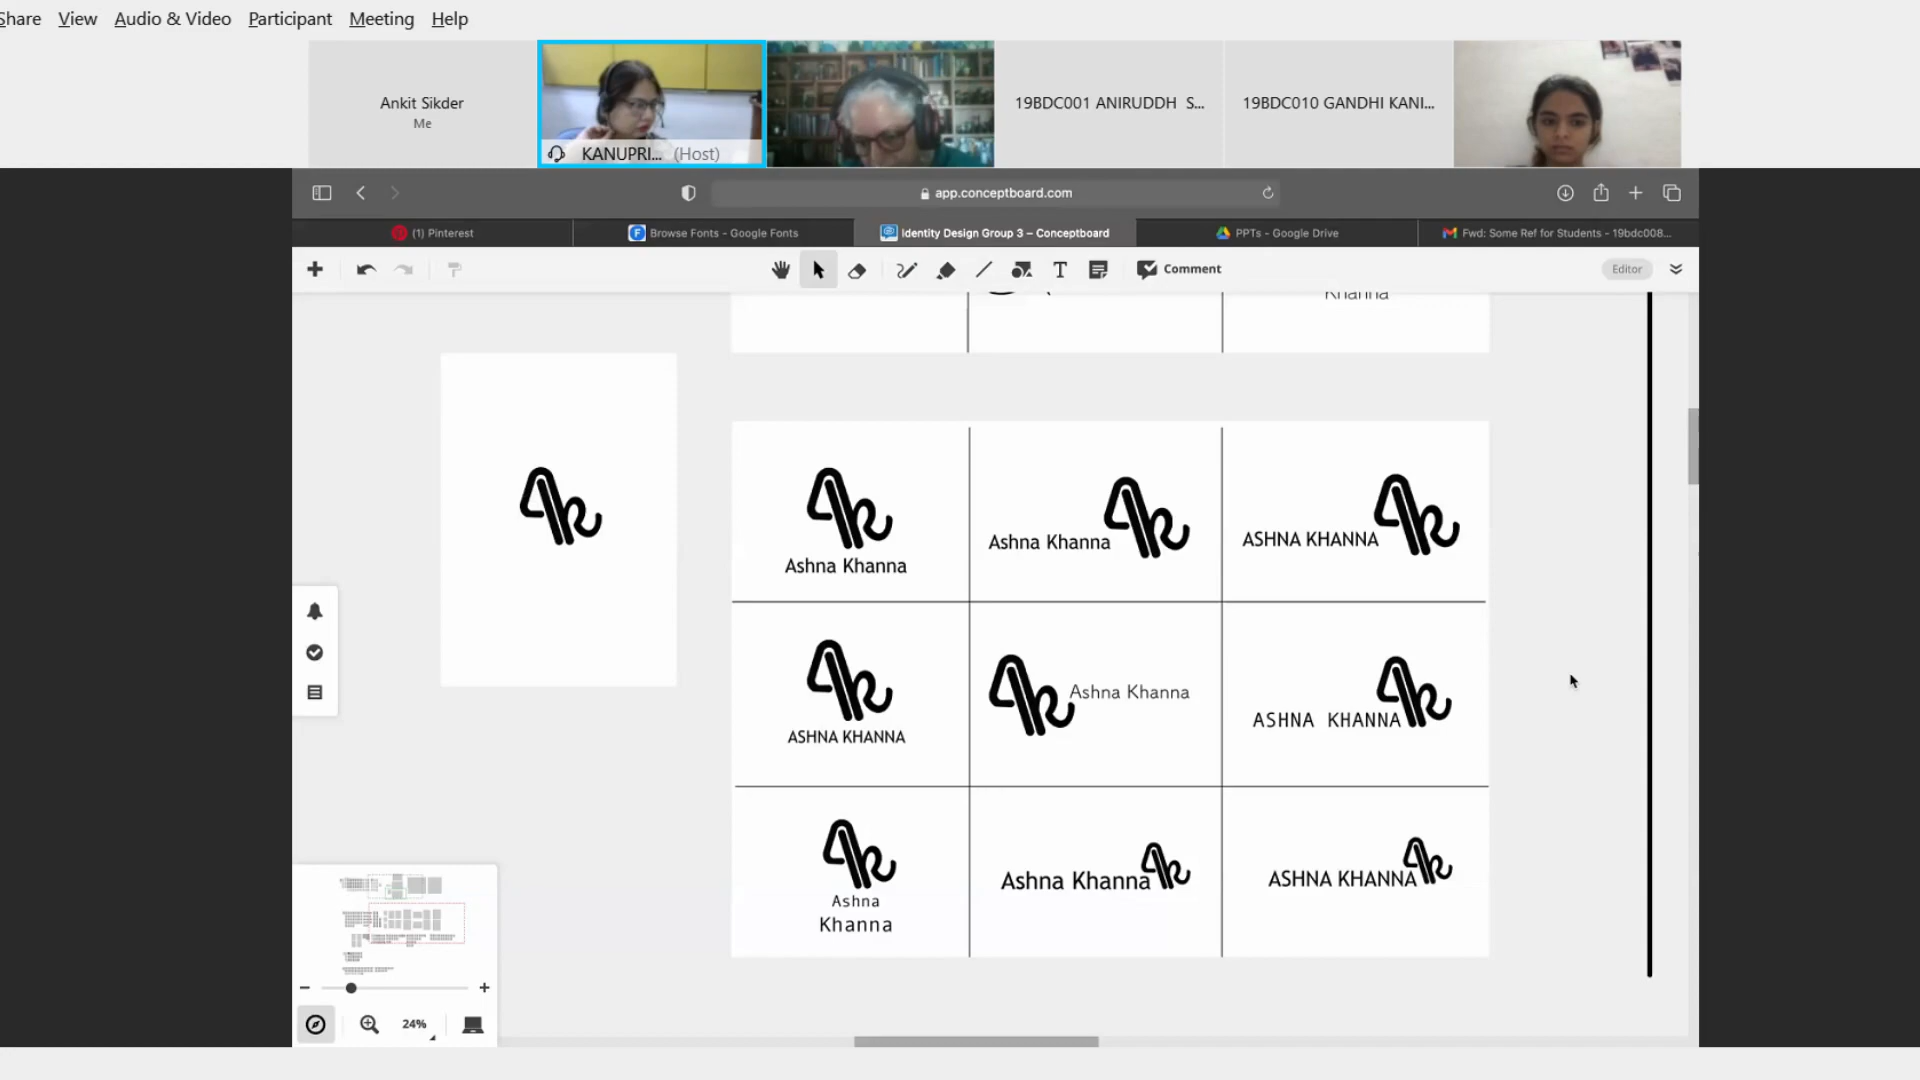 Share View Audio & Video Participant Meeting Help
Ankit Sikder
Me
KANUPRI... (Host)
19BDC001 ANIRUDDH S...
19BDC010 GANDHI KANI...
app.conceptboard.com
(1) Pinterest
Browse Fonts - Google Fonts
Identity Design Group 3 – Conceptboard
PPTs - Google Drive
Fwd: Some Ref for Students - 19bdc008...
T
Comment
Editor
Khanna
Ashna Khanna
Ashna Khanna
ASHNA KHANNA
ASHNA KHANNA
Ashna Khanna
ASHNA KHANNA
Ashna
Khanna
Ashna Khanna
ASHNA KHANNA
24%